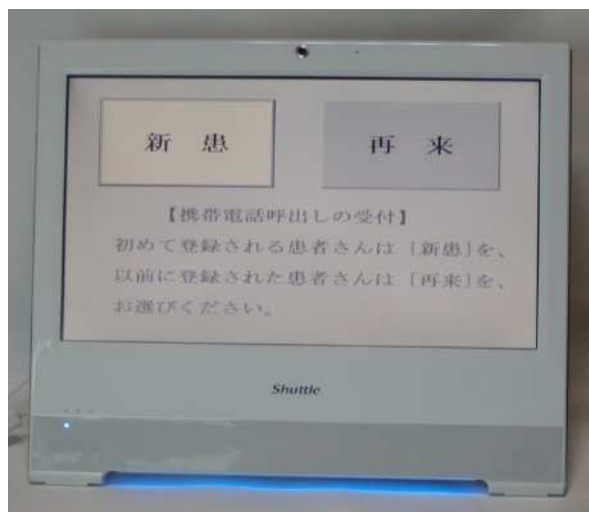 新 患
再 来
【携帯電話呼出しの受付】
初めて登録される患者さんは［新患］を、
以前に登録された患者さんは［再来］を、
お選びください。
Shuttle